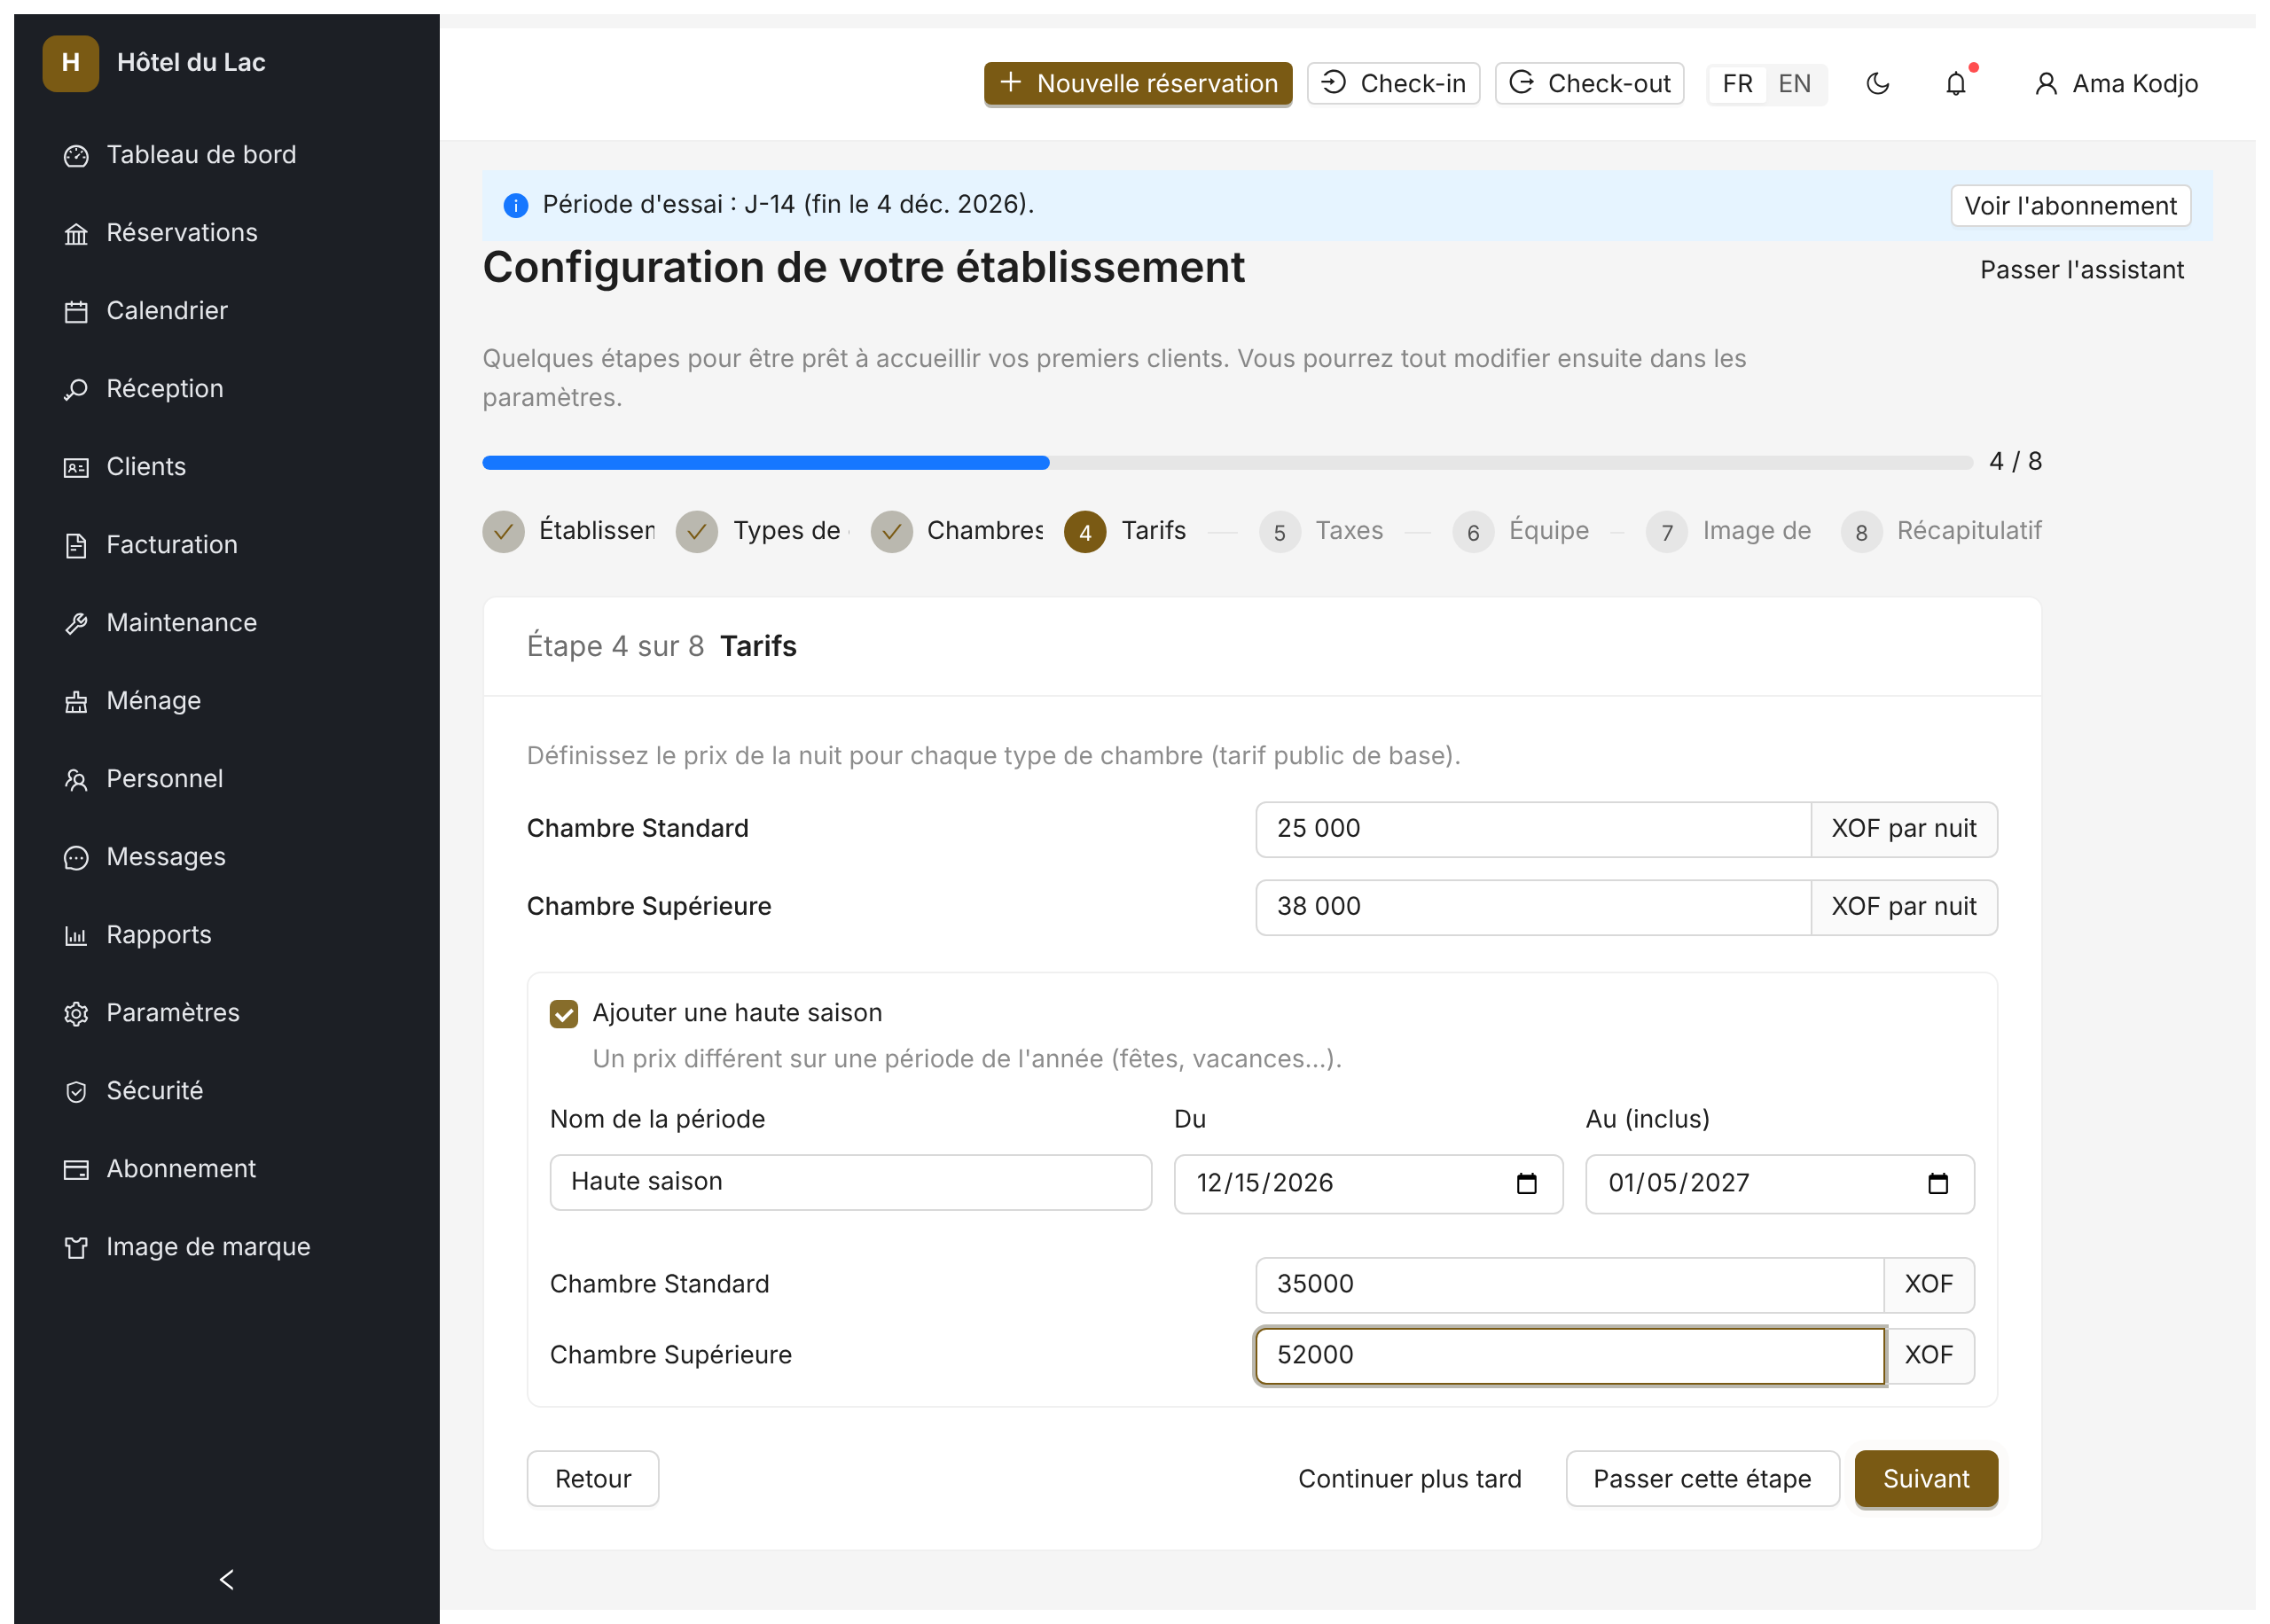 H Hôtel du Lac
Nouvelle réservation
Check-in
Check-out
FR EN
Ama Kodjo
Tableau de bord
Réservations
Calendrier
Réception
Clients
Facturation
Maintenance
Ménage
Personnel
Messages
Rapports
Paramètres
Sécurité
Abonnement
Image de marque
Période d'essai : J-14 (fin le 4 déc. 2026).
Voir l'abonnement
Configuration de votre établissement
Passer l'assistant
Quelques étapes pour être prêt à accueillir vos premiers clients. Vous pourrez tout modifier ensuite dans les
paramètres.
4 / 8
Établissen
Types de
Chambres
4 Tarifs
5 Taxes
6 Équipe
7 Image de
8 Récapitulatif
Étape 4 sur 8 Tarifs
Définissez le prix de la nuit pour chaque type de chambre (tarif public de base).
Chambre Standard 25 000 XOF par nuit
Chambre Supérieure 38 000 XOF par nuit
Ajouter une haute saison
Un prix différent sur une période de l'année (fêtes, vacances...).
Nom de la période Du Au (inclus)
Haute saison 12/15/2026 01/05/2027
Chambre Standard 35000 XOF
Chambre Supérieure 52000 XOF
Retour
Continuer plus tard
Passer cette étape
Suivant